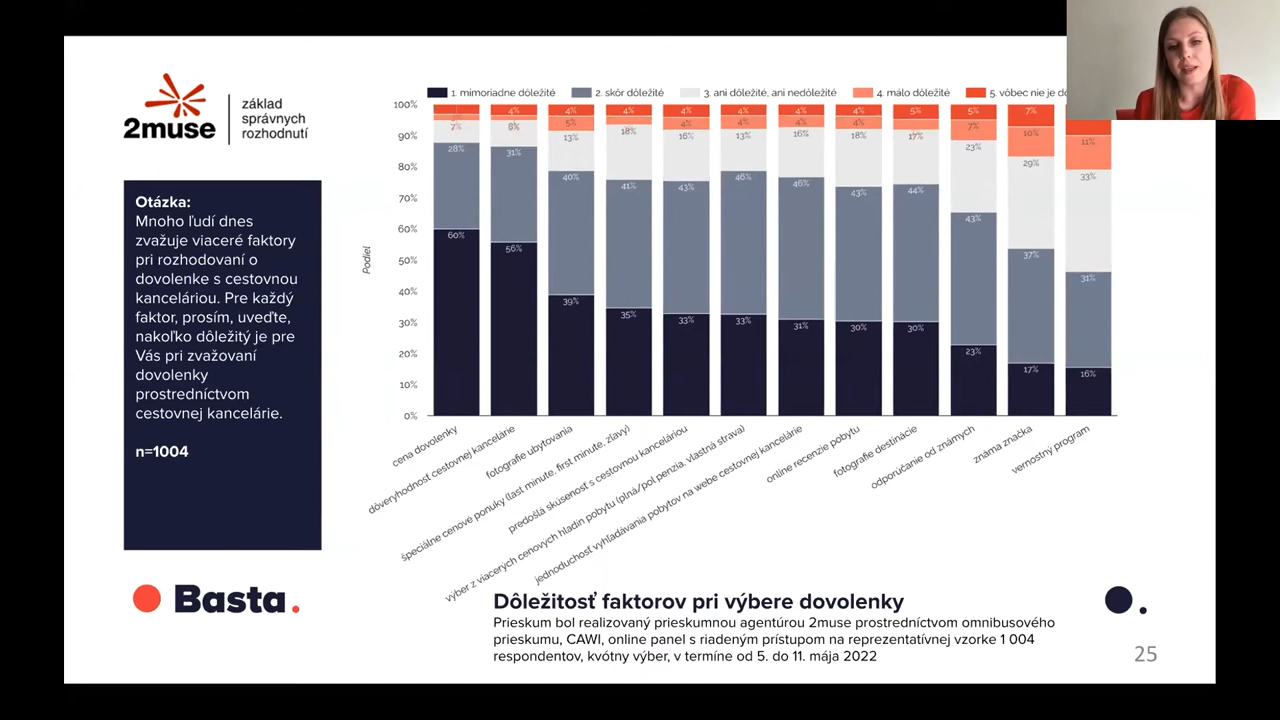 2muse
základ
správnych
rozhodnutí
Otázka:
Mnoho ľudí dnes
zvažuje viaceré faktory
pri rozhodovaní o
dovolenke s cestovnou
kanceláriou. Pre každý
faktor, prosím, uveďte,
nakoľko dôležitý je pre
Vás pri zvažovaní
dovolenky
prostredníctvom
cestovnej kancelárie.
n=1004
1. mimoriadne dôležité 2. skôr dôležité 3. ani dôležité, ani nedôležité 4. málo dôležité 5. vôbec nie je
Podiel
100%
90%
80%
70%
60%
50%
40%
30%
20%
10%
0%
7% 28% 60%
4% 8% 31% 56%
4% 5% 13% 40% 39%
4% 18% 41% 35%
4% 4% 16% 43% 33%
4% 4% 13% 46% 33%
4% 16% 46% 31%
4% 4% 18% 43% 30%
5% 17% 44% 30%
5% 7% 23% 43% 23%
7% 10% 29% 37% 17%
11% 33% 31% 16%
cena dovolenky
dôveryhodnosť cestovnej kancelárie
fotografie ubytovania
špeciálne cenové ponuky (last minute, first minute, zľavy)
predošlá skúsenosť s cestovnou kanceláriou
výber z viacerých cenových hladín pobytu (plná/pol penzia, vlastná strava)
jednoduchosť vyhľadávania pobytov na webe cestovnej kancelárie
online recenzie pobytu
fotografie destinácie
odporúčanie od známych
známa značka
vernostný program
Basta.
Dôležitosť faktorov pri výbere dovolenky
Prieskum bol realizovaný prieskumnou agentúrou 2muse prostredníctvom omnibusového
prieskumu, CAWI, online panel s riadeným prístupom na reprezentatívnej vzorke 1 004
respondentov, kvótny výber, v termíne od 5. do 11. mája 2022
25